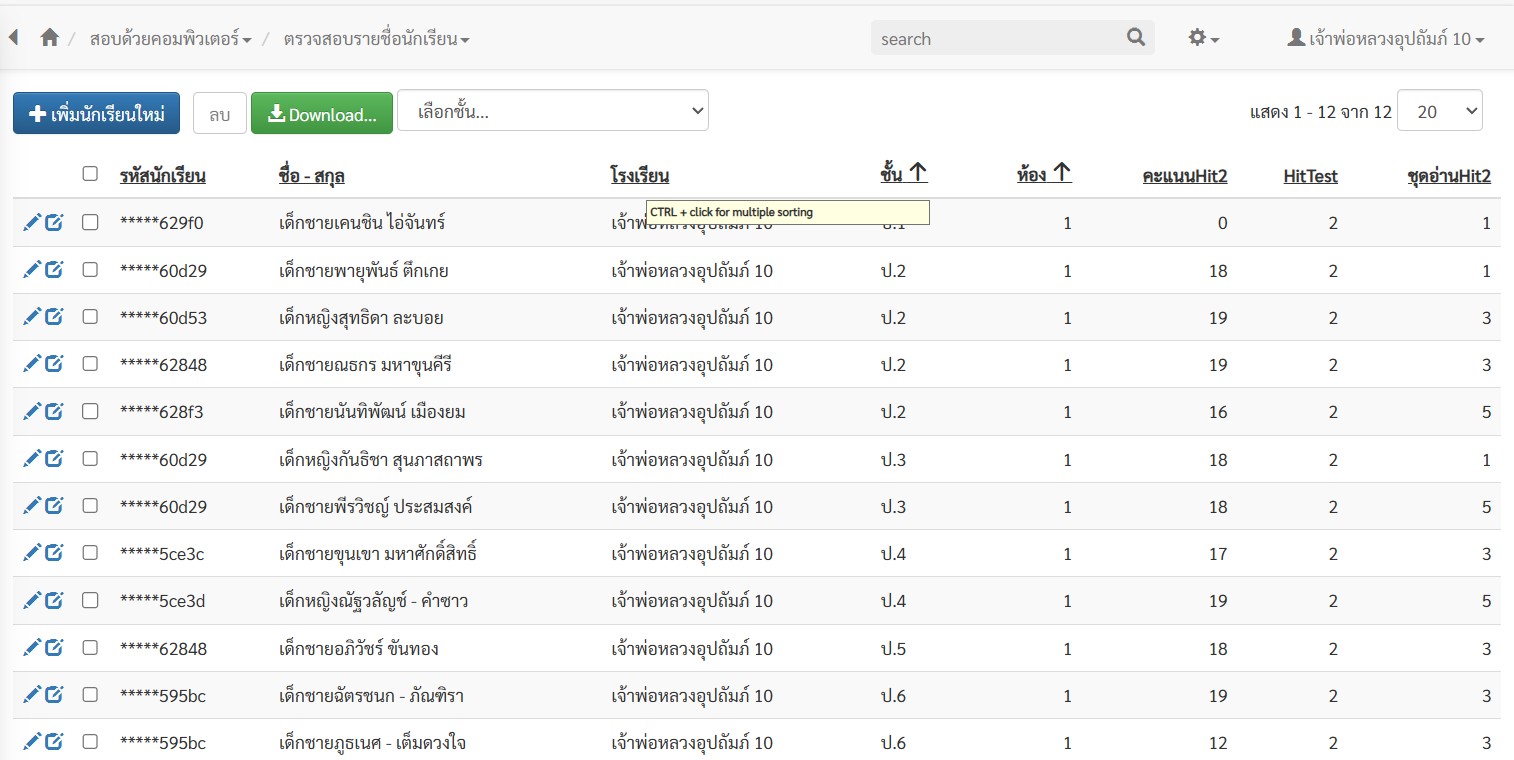 สอบด้วยคอมพิวเตอร์ / ตรวจสอบรายชื่อนักเรียน search เจ้าพ่อหลวงอุปถัมภ์ 10
เพิ่มนักเรียนใหม่ ลบ Download... เลือกชั้น... แสดง 1 - 12 จาก 12 20
รหัสนักเรียน ชื่อ - สกุล โรงเรียน ชั้น ห้อง คะแนนHit2 HitTest ชุดอ่านHit2
CTRL + click for multiple sorting
*****629f0 เด็กชายเคนชิน ไอ่จันทร์ เจ้าพ่อหลวงอุปถัมภ์ 10 ป.1 1 0 2 1
*****60d29 เด็กชายพายุพันธ์ ตึกเกย เจ้าพ่อหลวงอุปถัมภ์ 10 ป.2 1 18 2 1
*****60d53 เด็กหญิงสุทธิดา ละบอย เจ้าพ่อหลวงอุปถัมภ์ 10 ป.2 1 19 2 3
*****62848 เด็กชายณธกร มหาขุนคีรี เจ้าพ่อหลวงอุปถัมภ์ 10 ป.2 1 19 2 3
*****628f3 เด็กชายนันทิพัฒน์ เมืองยม เจ้าพ่อหลวงอุปถัมภ์ 10 ป.2 1 16 2 5
*****60d29 เด็กหญิงกันธิชา สุนภาสถาพร เจ้าพ่อหลวงอุปถัมภ์ 10 ป.3 1 18 2 1
*****60d29 เด็กชายพีรวิชญ์ ประสมสงค์ เจ้าพ่อหลวงอุปถัมภ์ 10 ป.3 1 18 2 5
*****5ce3c เด็กชายขุนเขา มหาศักดิ์สิทธิ์ เจ้าพ่อหลวงอุปถัมภ์ 10 ป.4 1 17 2 3
*****5ce3d เด็กหญิงณัฐวลัญช์ - คำซาว เจ้าพ่อหลวงอุปถัมภ์ 10 ป.4 1 19 2 5
*****62848 เด็กชายอภิวัชร์ ขันทอง เจ้าพ่อหลวงอุปถัมภ์ 10 ป.5 1 18 2 3
*****595bc เด็กชายฉัตรชนก - ภัณฑิรา เจ้าพ่อหลวงอุปถัมภ์ 10 ป.6 1 19 2 3
*****595bc เด็กชายภูธเนศ - เต็มดวงใจ เจ้าพ่อหลวงอุปถัมภ์ 10 ป.6 1 12 2 3